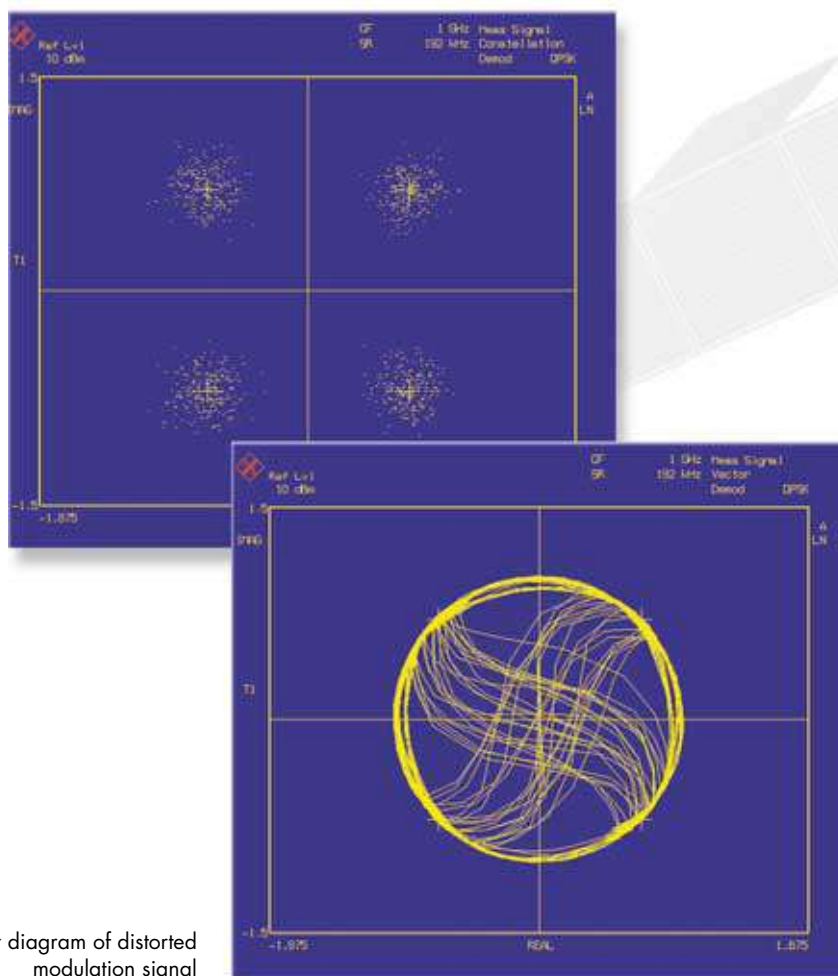 Ref Lvl
10 dBm
CF 1 GHz Meas Signal
SR 192 kHz Constellation
Demod QPSK
1.5
IMAG
A
LN
T1
-1.5
-1.875
Ref Lvl
10 dBm
CF 1 GHz Meas Signal
SR 192 kHz Vector
Demod QPSK
1.5
IMAG
A
LN
T1
-1.5
-1.875
REAL
1.875
diagram of distorted
modulation signal